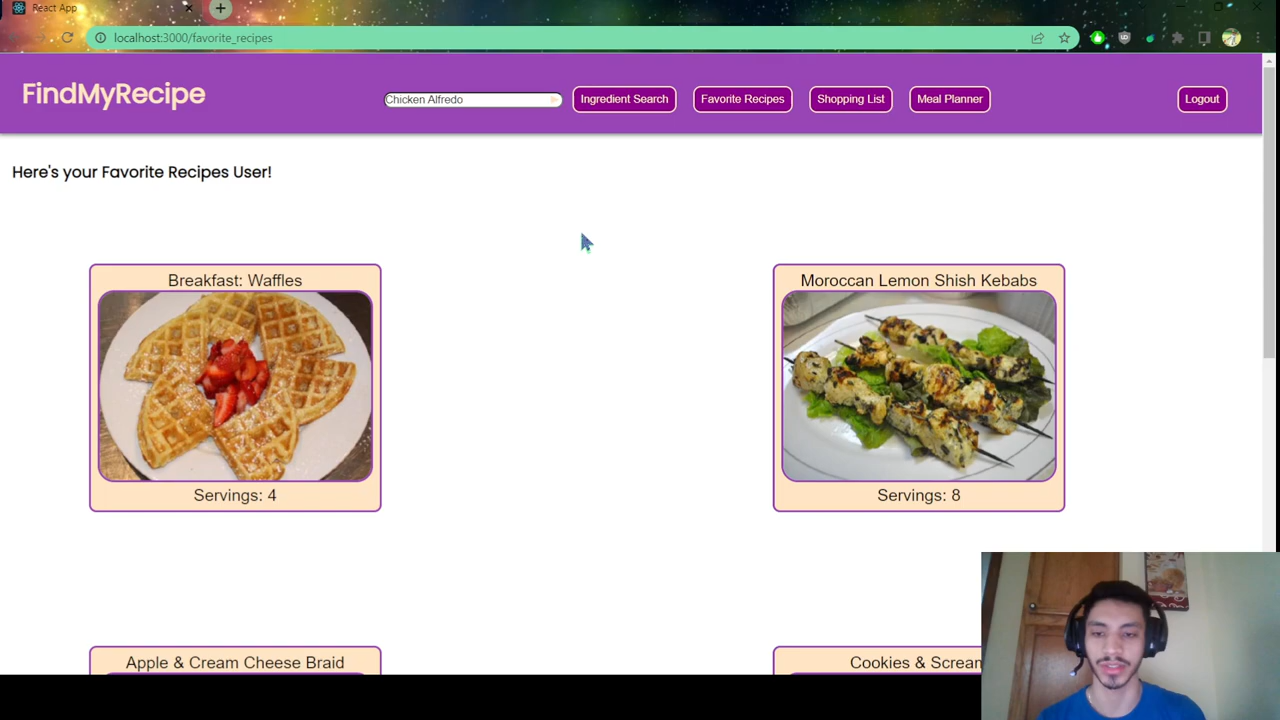 React App
localhost:3000/favorite_recipes
FindMyRecipe
Chicken Alfredo
Ingredient Search
Favorite Recipes
Shopping List
Meal Planner
Logout
Here's your Favorite Recipes User!
Breakfast: Waffles
Moroccan Lemon Shish Kebabs
Servings: 4
Servings: 8
Apple & Cream Cheese Braid
Cookies & Scream